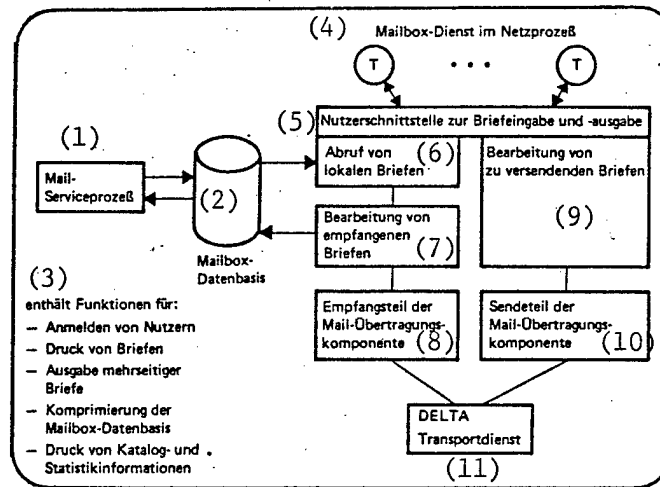 (4) Mailbox-Dienst im Netzprozeß
T . . . T
(5) Nutzerschnittstelle zur Briefeingabe und -ausgabe
(1)
Mail-
Serviceprozeß
(2)
Mailbox-
Datenbasis
Abruf von (6)
lokalen Briefen
Bearbeitung von
empfangenen
Briefen (7)
Empfangsteil der
Mail-Übertragungs-
komponente (8)
Bearbeitung von
zu versendenden Briefen
(9)
Sendeteil der
Mail-Übertragungs-
komponente (10)
DELTA
Transportdienst
(11)
(3)
enthält Funktionen für:
— Anmelden von Nutzern
— Druck von Briefen
— Ausgabe mehrseitiger
Briefe
— Komprimierung der
Mailbox-Datenbasis
— Druck von Katalog- und
Statistikinformationen